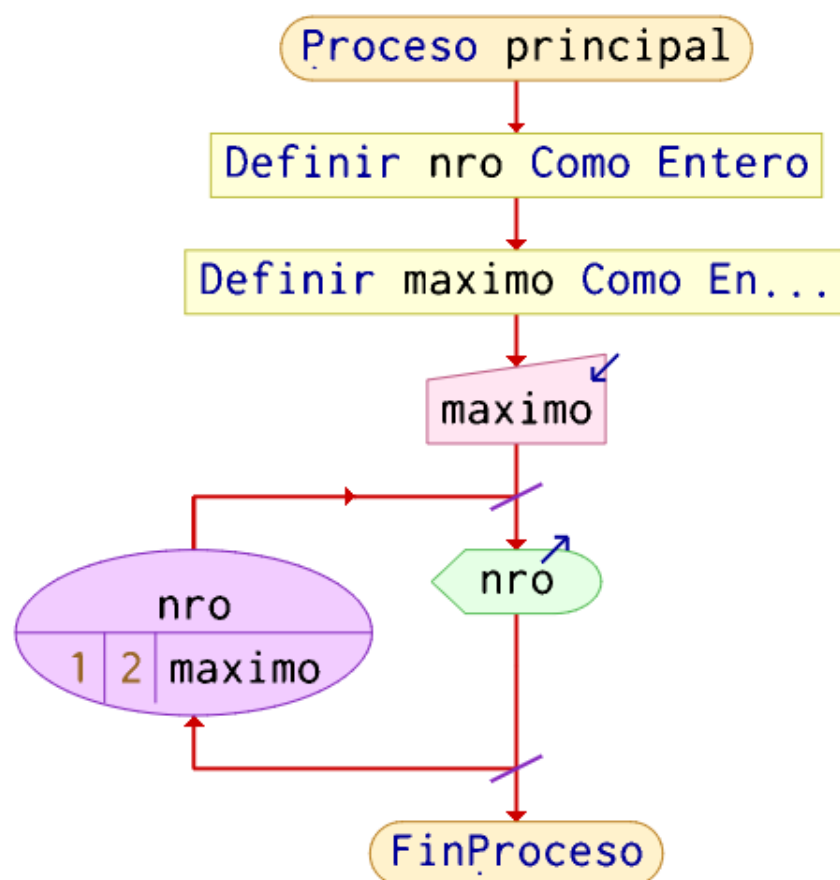 Proceso principal
Definir nro Como Entero
Definir maximo Como En...
maximo
nro
nro
1 2 maximo
FinProceso